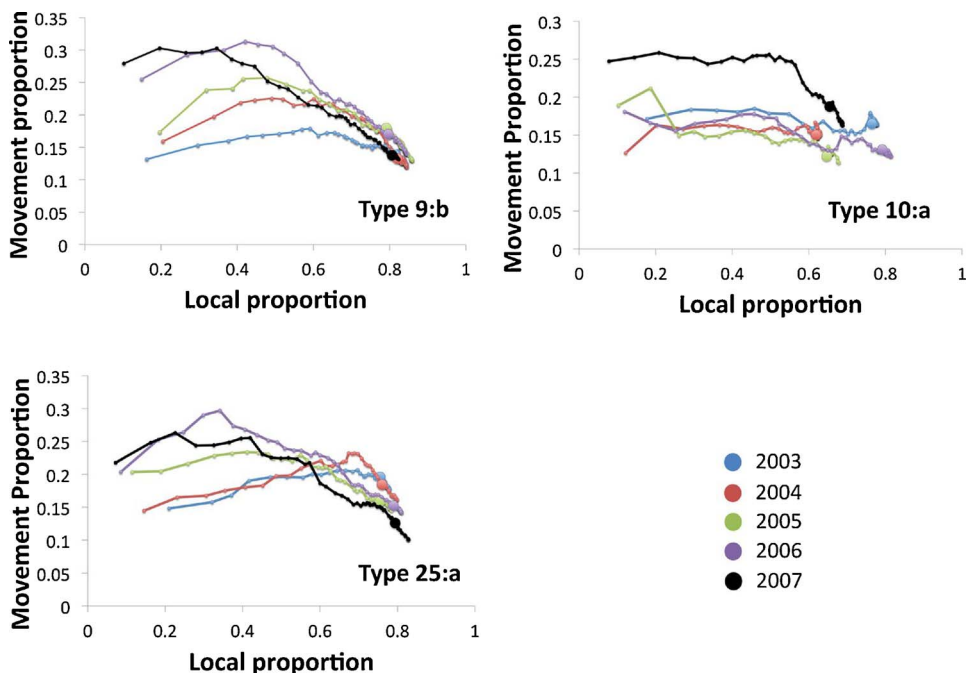 0.35
0.3
0.25
0.2
0.15
0.1
0.05
0
Movement proportion
0 0.2 0.4 0.6 0.8 1
Local proportion
Type 9:b
0.3
0.25
0.2
0.15
0.1
0.05
0
Movement Proportion
0 0.2 0.4 0.6 0.8 1
Local proportion
Type 10:a
0.35
0.3
0.25
0.2
0.15
0.1
0.05
0
Movement Proportion
0 0.2 0.4 0.6 0.8 1
Local proportion
Type 25:a
2003
2004
2005
2006
2007